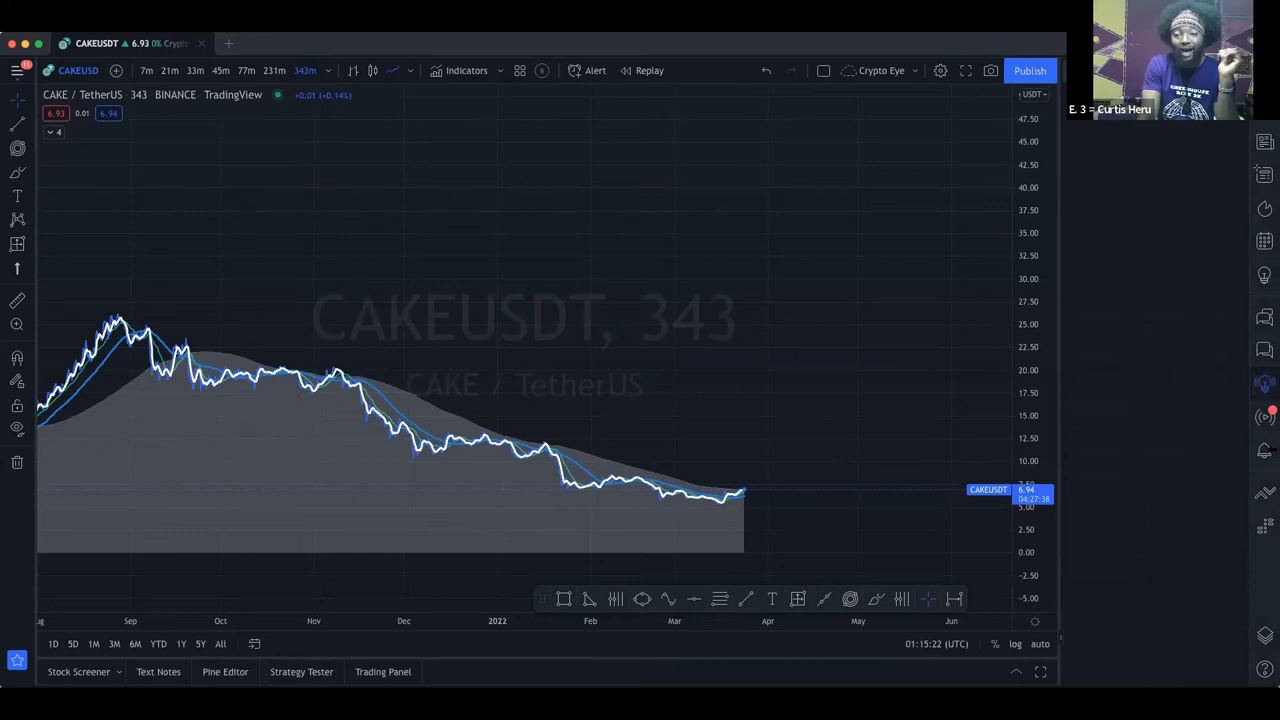 CAKEUSDT 6.93 0% Crypto
11
CAKEUSD 7m 21m 33m 45m 77m 231m 343m Indicators Alert Replay Crypto Eye Publish
CAKE / TetherUS · 343 · BINANCE · TradingView +0.01 (+0.14%)
6.93 0.01 6.94
4
E. 3 = Curtis Heru
USDT
47.50
45.00
42.50
40.00
37.50
35.00
32.50
30.00
27.50
25.00
22.50
20.00
17.50
15.00
12.50
10.00
7.50
5.00
2.50
0.00
-2.50
-5.00
CAKEUSDT, 343
CAKE / TetherUS
CAKEUSDT 6.94
04:27:38
Sep Oct Nov Dec 2022 Feb Mar Apr May Jun
1D 5D 1M 3M 6M YTD 1Y 5Y All 01:15:22 (UTC) % log auto
Stock Screener Text Notes Pine Editor Strategy Tester Trading Panel